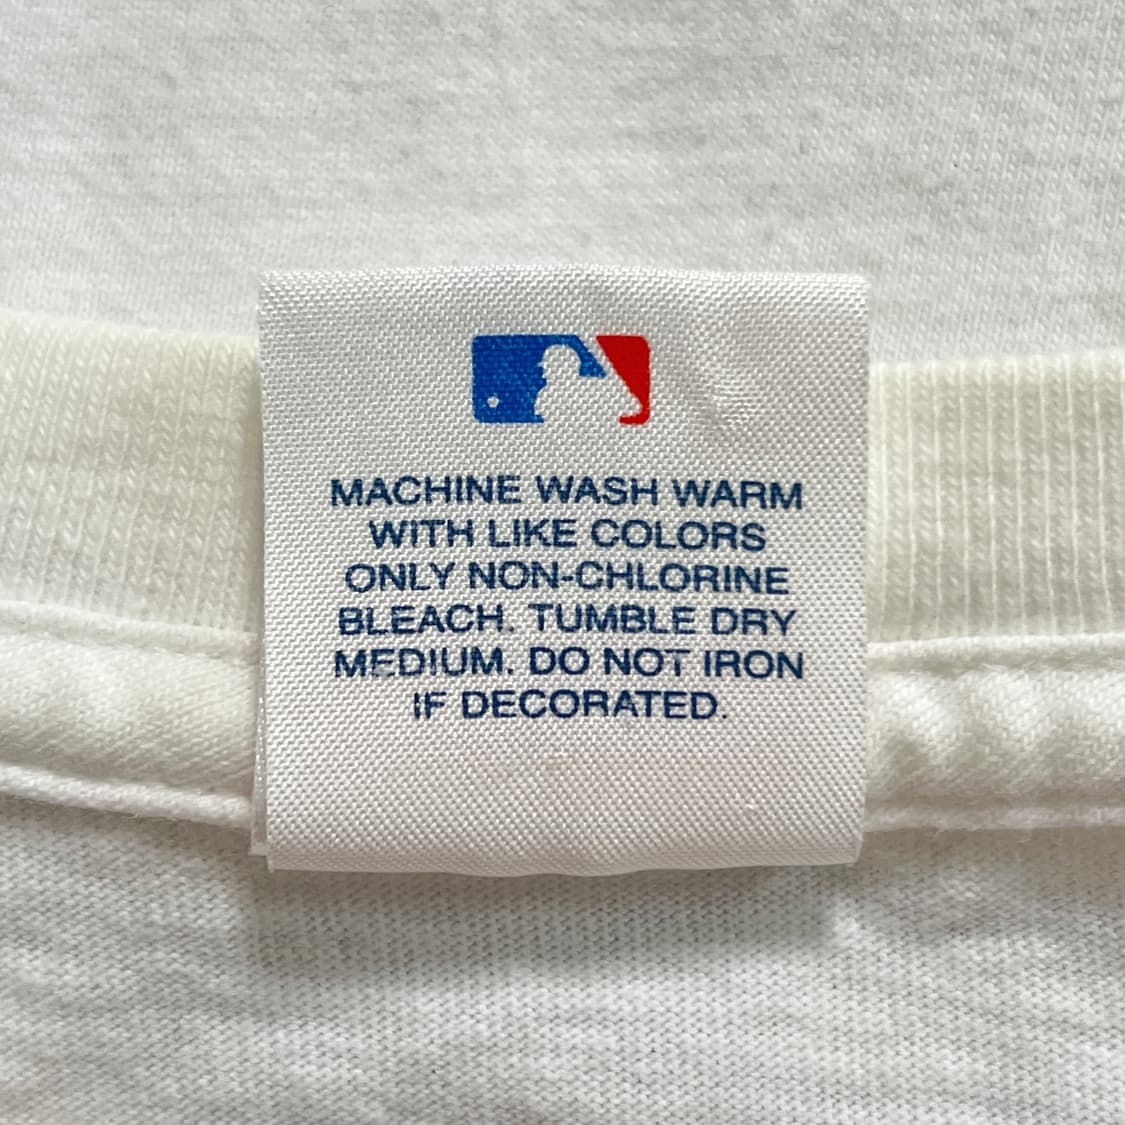 MACHINE WASH WARM
WITH LIKE COLORS
ONLY NON-CHLORINE
BLEACH. TUMBLE DRY
MEDIUM. DO NOT IRON
IF DECORATED.